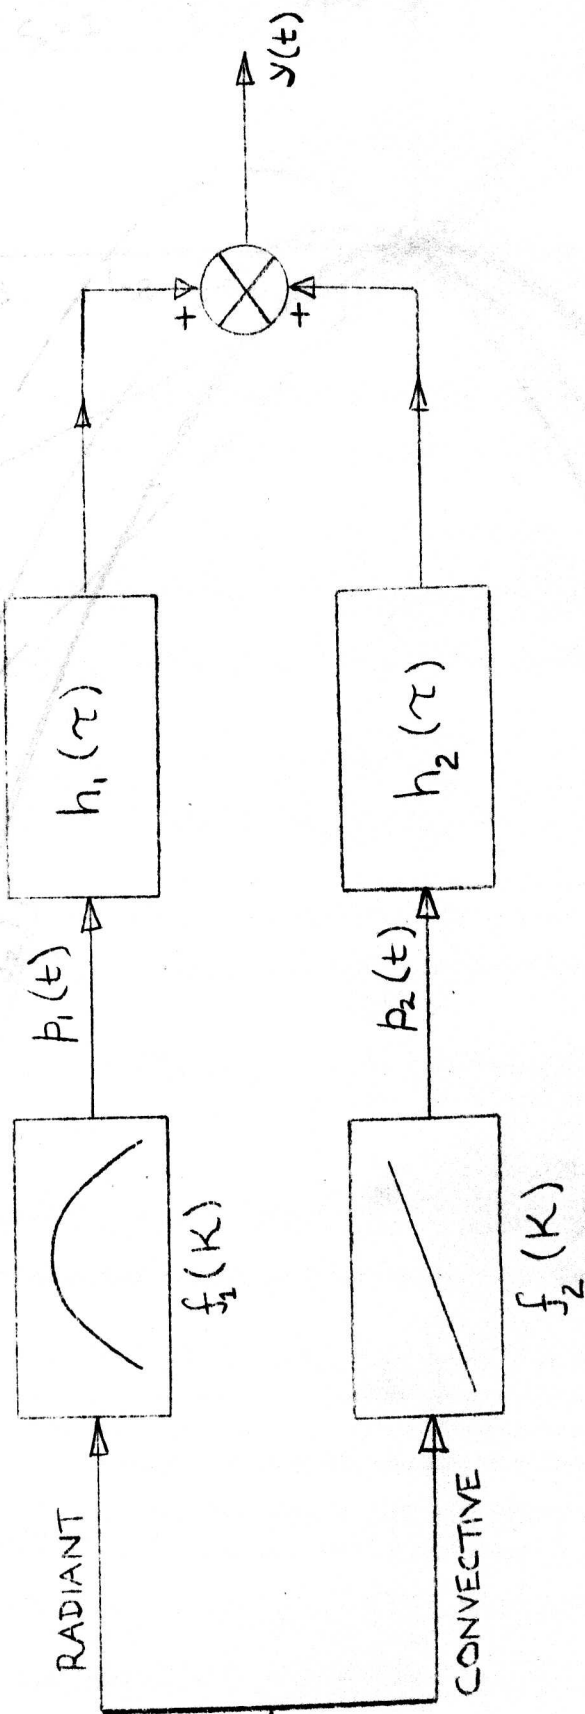 RADIANT
f₁(K)
p₁(t)
h₁(τ)
+
CONVECTIVE
f₂(K)
p₂(t)
h₂(τ)
+
y(t)